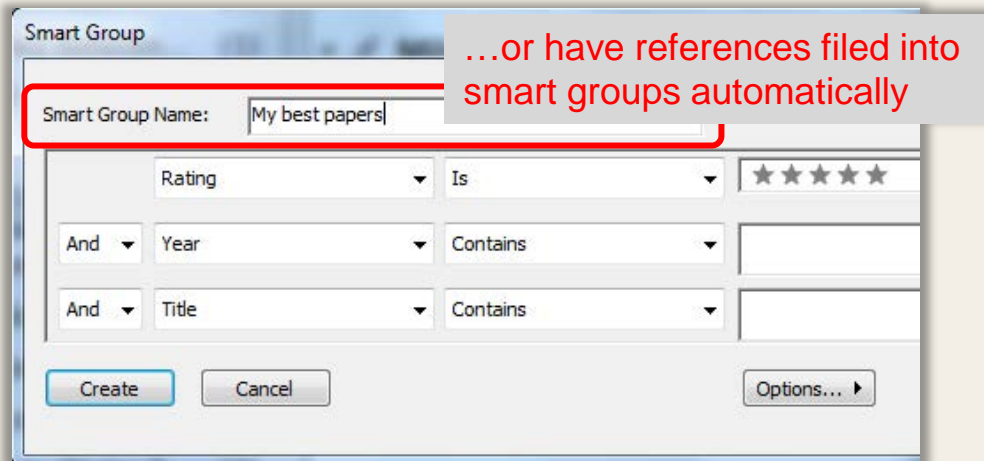 Smart Group
…or have references filed into
smart groups automatically
Smart Group Name: My best papers
Rating Is ★★★★★
And Year Contains
And Title Contains
Create Cancel Options...